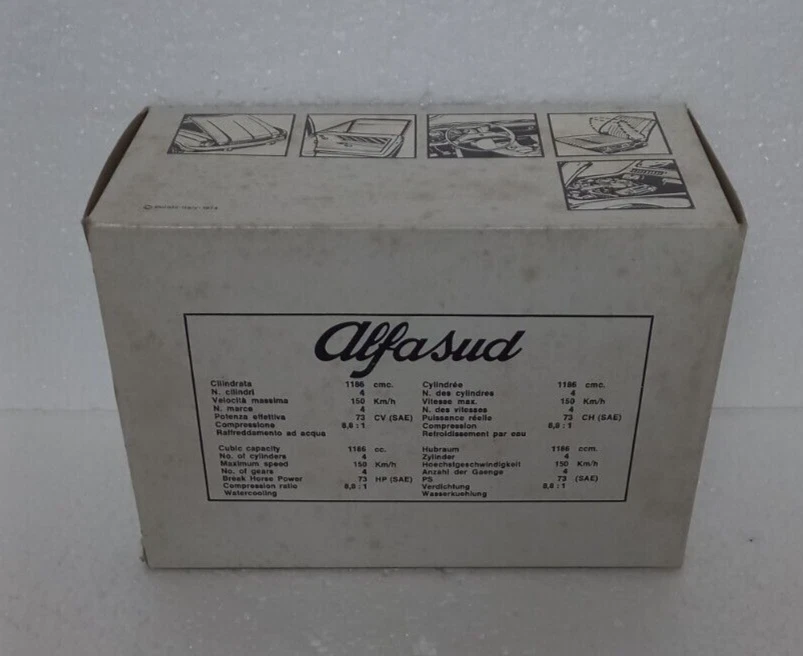 Italy-1974
Alfasud
Cilindrata 1186 cmc.
N. cilindri 4
Velocità massima 150 Km/h
N. marce 4
Potenza effettiva 73 CV (SAE)
Compressione 8,8 : 1
Raffreddamento ad acqua
Cylindrée 1186 cmc.
N. des cylindres 4
Vitesse max. 150 Km/h
N. des vitesses 4
Puissance réelle 73 CH (SAE)
Compression 8,8 : 1
Refroidissement par eau
Cubic capacity 1186 cc.
No. of cylinders 4
Maximum speed 150 Km/h
No. of gears 4
Break Horse Power 73 HP (SAE)
Compression ratio 8,8 : 1
Watercooling
Hubraum 1186 ccm.
Zylinder 4
Hoechstgeschwindigkeit 150 Km/h
Anzahl der Gaenge 4
PS 73 (SAE)
Verdichtung 8,8 : 1
Wasserkuehlung